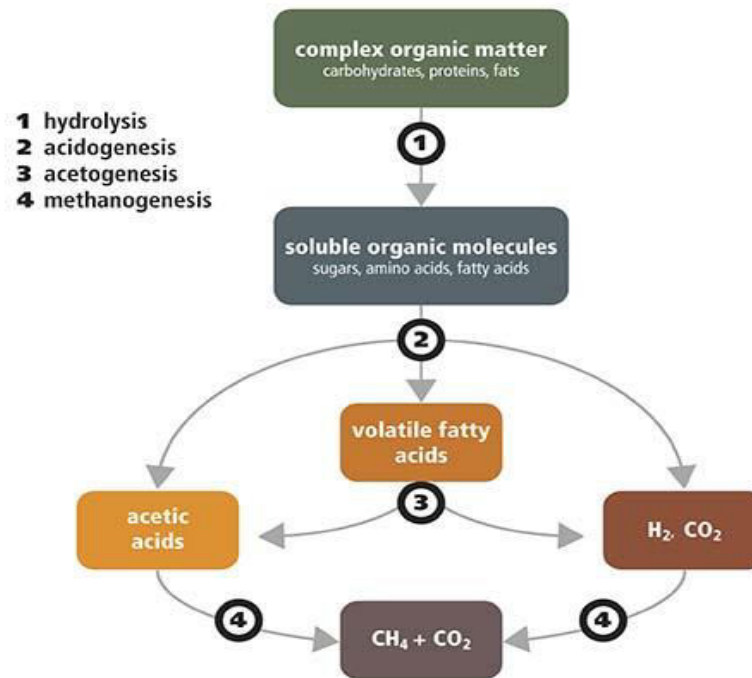 complex organic matter
carbohydrates, proteins, fats
1 hydrolysis
2 acidogenesis
3 acetogenesis
4 methanogenesis
1
soluble organic molecules
sugars, amino acids, fatty acids
2
volatile fatty
acids
3
acetic
acids
H₂, CO₂
4
CH₄ + CO₂
4